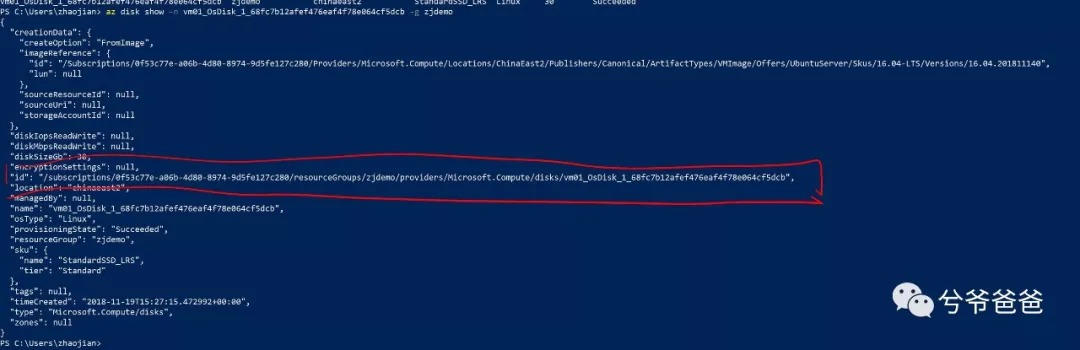 vm01_OsDisk_1_68fc7b12afef476eaf4f78e064cf5dcb zjdemo chinaeast2 StandardSSD_LRS Linux 30 Succeeded
PS C:\Users\zhaojian> az disk show -n vm01_OsDisk_1_68fc7b12afef476eaf4f78e064cf5dcb -g zjdemo
{
"creationData": {
"createOption": "FromImage",
"imageReference": {
"id": "/Subscriptions/0f53c77e-a06b-4d80-8974-9d5fe127c280/Providers/Microsoft.Compute/Locations/ChinaEast2/Publishers/Canonical/ArtifactTypes/VMImage/Offers/UbuntuServer/Skus/16.04-LTS/Versions/16.04.201811140",
"lun": null
},
"sourceResourceId": null,
"sourceUri": null,
"storageAccountId": null
},
"diskIopsReadWrite": null,
"diskMbpsReadWrite": null,
"diskSizeGb": 30,
"encryptionSettings": null,
"id": "/subscriptions/0f53c77e-a06b-4d80-8974-9d5fe127c280/resourceGroups/zjdemo/providers/Microsoft.Compute/disks/vm01_OsDisk_1_68fc7b12afef476eaf4f78e064cf5dcb",
"location": "chinaeast2",
"managedBy": null,
"name": "vm01_OsDisk_1_68fc7b12afef476eaf4f78e064cf5dcb",
"osType": "Linux",
"provisioningState": "Succeeded",
"resourceGroup": "zjdemo",
"sku": {
"name": "StandardSSD_LRS",
"tier": "Standard"
},
"tags": null,
"timeCreated": "2018-11-19T15:27:15.472992+00:00",
"type": "Microsoft.Compute/disks",
"zones": null
}
PS C:\Users\zhaojian>
兮爷爸爸